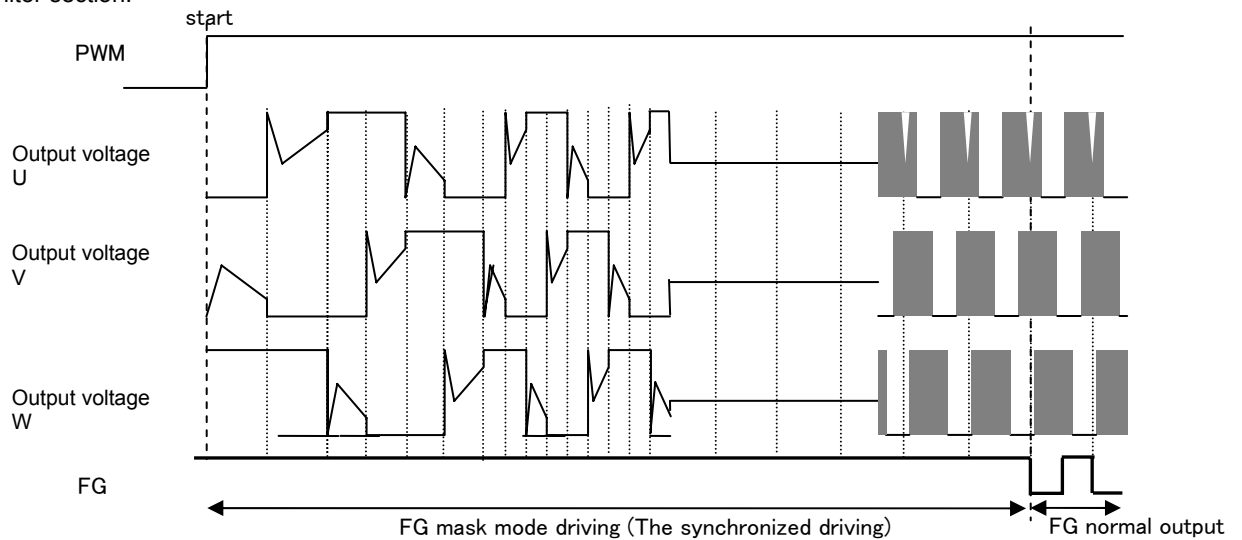 start
PWM
Output voltage
U
Output voltage
V
Output voltage
W
FG
FG mask mode driving (The synchronized driving)
FG normal output